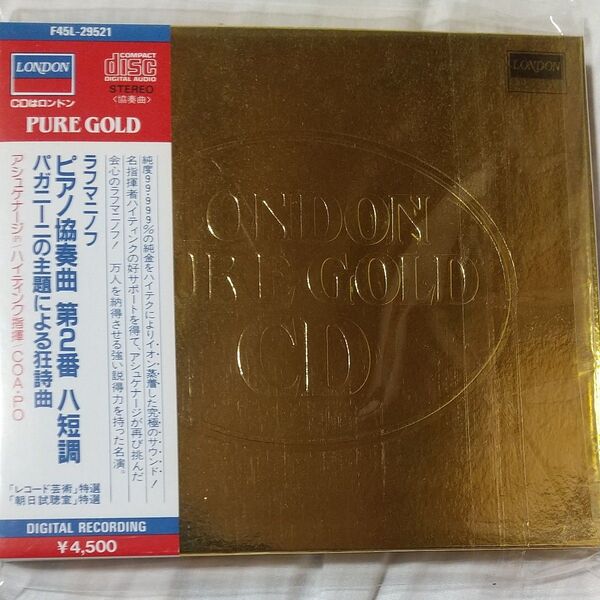 F45L-29521
LONDON
CDはロンドン
COMPACT
disc
DIGITAL AUDIO
STEREO
〈協奏曲〉
PURE GOLD
ラフマニノフ
ピアノ協奏曲 第2番 ハ短調
パガニーニの主題による狂詩曲
アシュケナージ(P)/ハイティンク指揮/COA・PO
純度99.999%の純金をハイテクによりイオン蒸着した究極のサウンド!
名指揮者ハイティンクの好サポートを得て、アシュケナージが再び挑んだ
会心のラフマニノフ! 万人を納得させる強い説得力を持った名演。
「レコード芸術」特選
「朝日試聴室」特選
DIGITAL RECORDING
¥4,500
LONDON
LONDON
PURE GOLD
CD